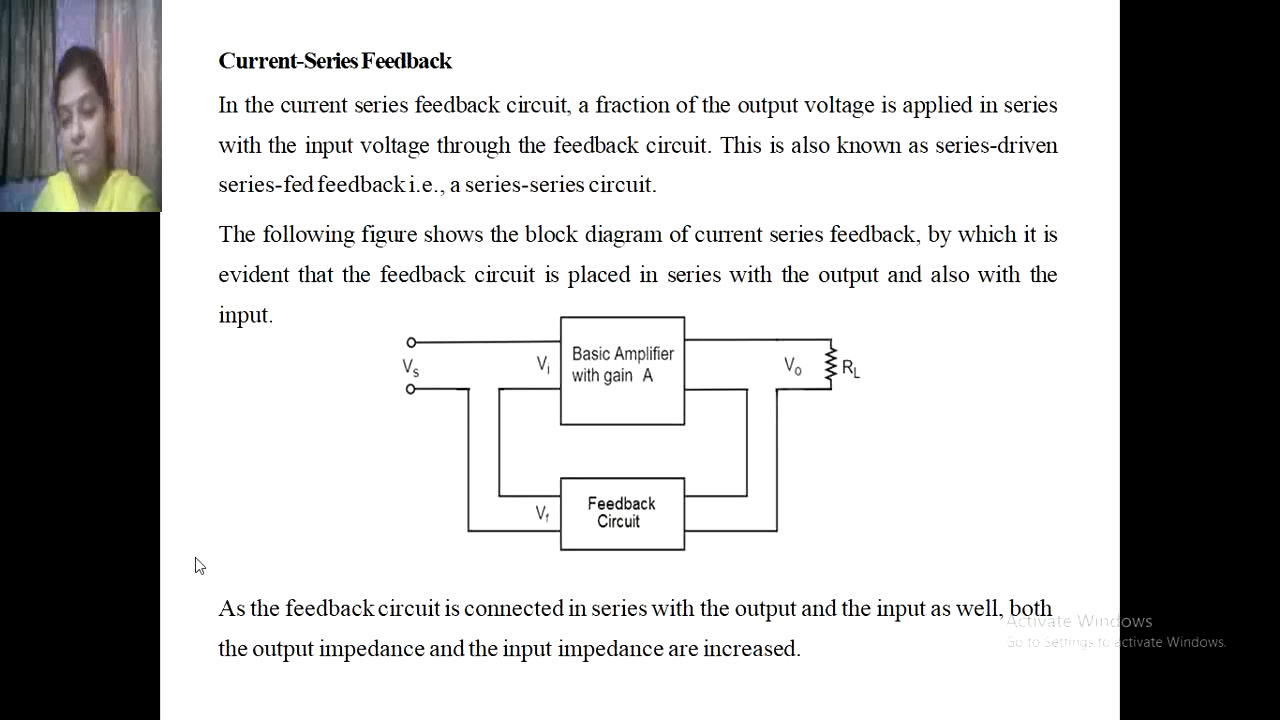 Current-Series Feedback
In the current series feedback circuit, a fraction of the output voltage is applied in series
with the input voltage through the feedback circuit. This is also known as series-driven
series-fed feedback i.e., a series-series circuit.
The following figure shows the block diagram of current series feedback, by which it is
evident that the feedback circuit is placed in series with the output and also with the
input.
Vs
Vi
Basic Amplifier
with gain A
Vo
RL
Vf
Feedback
Circuit
As the feedback circuit is connected in series with the output and the input as well, both
the output impedance and the input impedance are increased.
Activate Windows
Go to Settings to activate Windows.